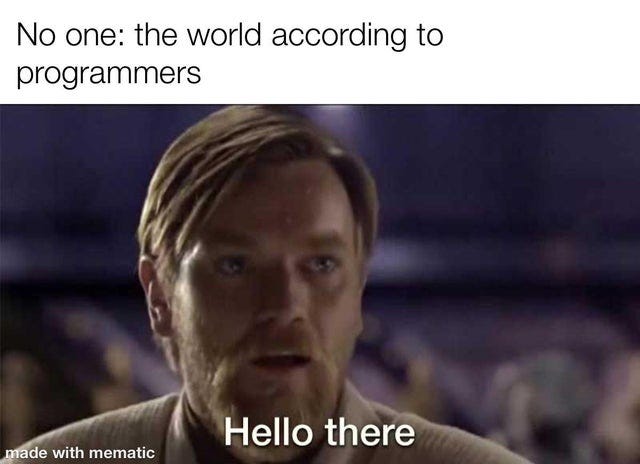 No one: the world according to
programmers
Hello there
made with mematic